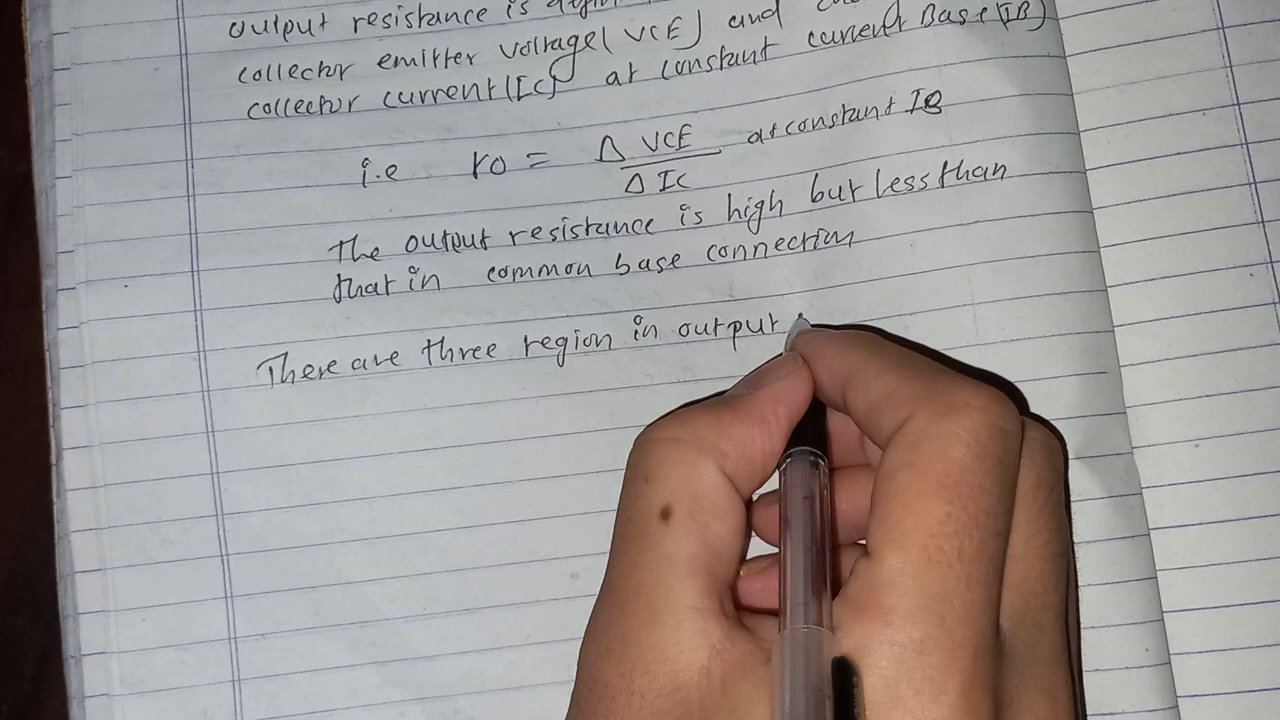 output resistance is
collector emitter voltage (VCE) and
collector current (Ic) at constant current Base (IB)
i.e ro = Δ VCE / Δ IC at constant IB
The output resistance is high but less than
that in common base connection
There are three region in output